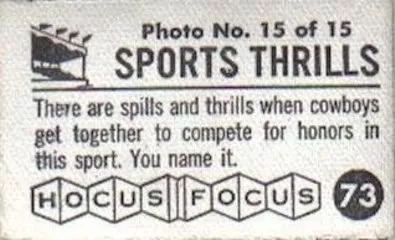 Photo No. 15 of 15
SPORTS THRILLS
There are spills and thrills when cowboys
get together to compete for honors in
this sport. You name it.
HOCUS FOCUS 73